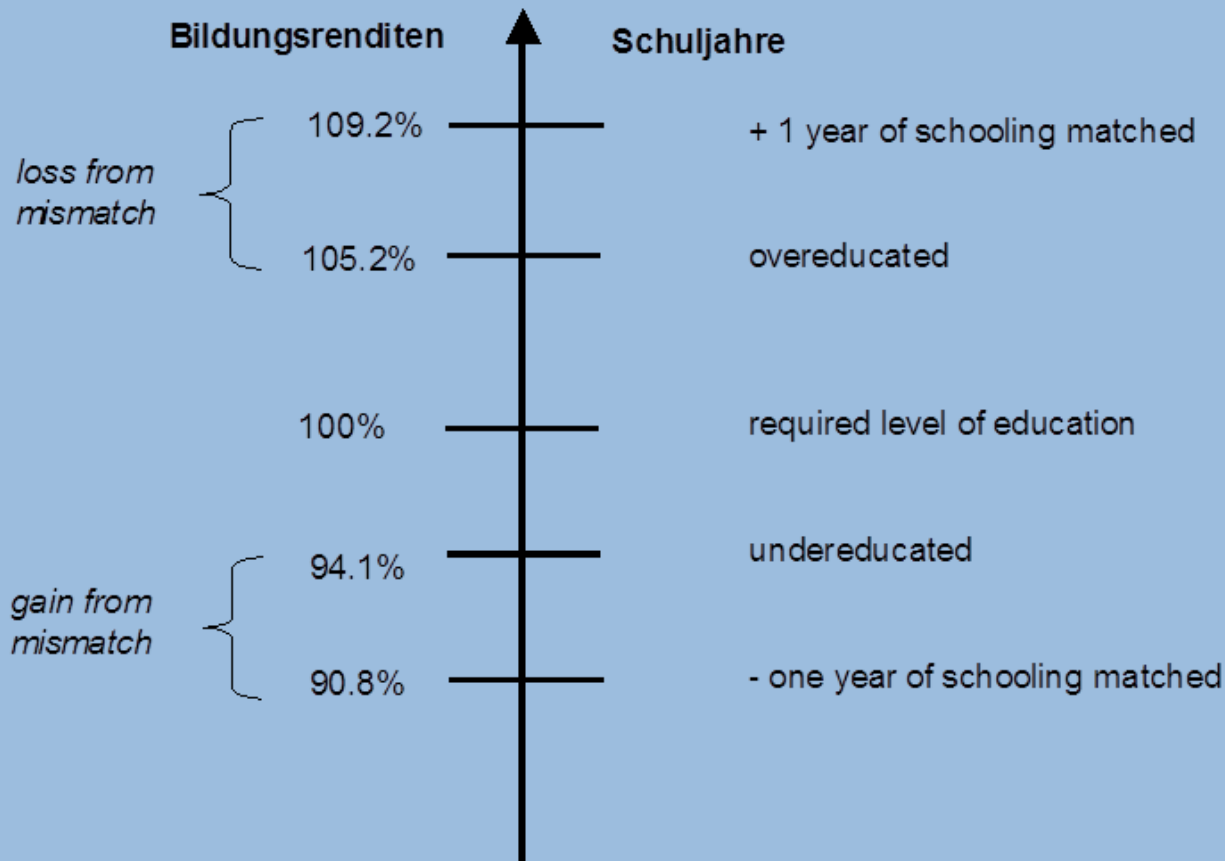 Bildungsrenditen
Schuljahre
109.2%
+ 1 year of schooling matched
loss from
mismatch
105.2%
overeducated
100%
required level of education
94.1%
undereducated
gain from
mismatch
90.8%
- one year of schooling matched